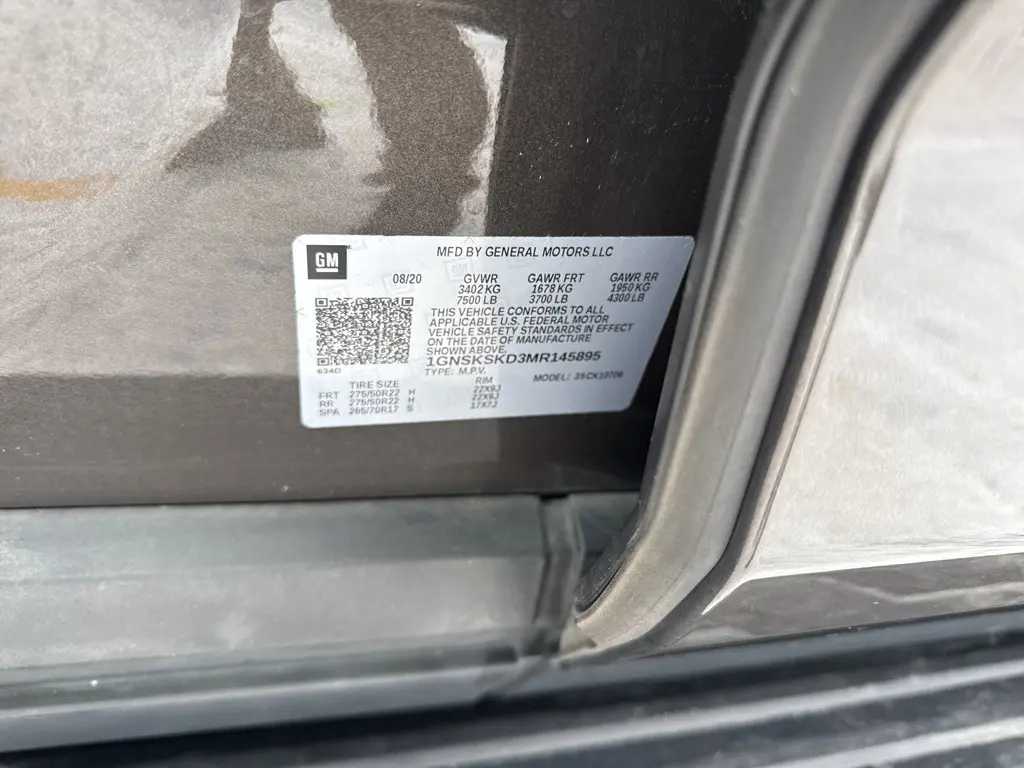 GM
MFD BY GENERAL MOTORS LLC
08/20 GVWR GAWR FRT GAWR RR
3402 KG 1678 KG 1950 KG
7500 LB 3700 LB 4300 LB
THIS VEHICLE CONFORMS TO ALL
APPLICABLE U.S. FEDERAL MOTOR
VEHICLE SAFETY STANDARDS IN EFFECT
ON THE DATE OF MANUFACTURE
SHOWN ABOVE.
1GNSKSKD3MR145895
634D
TYPE: M.P.V. MODEL:
TIRE SIZE RIM
FRT 275/50R22 H 22X9J
RR 275/50R22 H 22X9J
SPA 265/70R17 S 17X7J